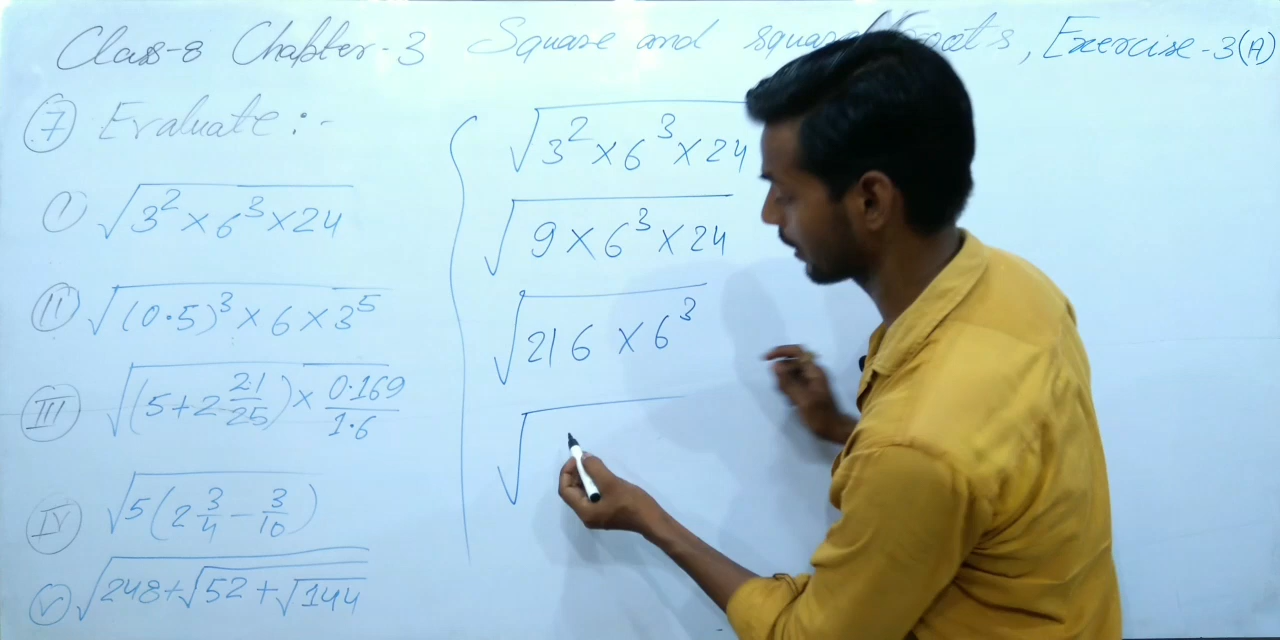 Class-8 Chapter-3 Square and square roots, Exercise-3(A)
7 Evaluate :-
I √3² × 6³ × 24
II √(0.5)³ × 6 × 3⁵
III √(5+2 21/25) × 0.169/1.6
IV √5(2 3/4 − 3/10)
V √248+√52+√144
√3² × 6³ × 24
√9 × 6³ × 24
√216 × 6³
√